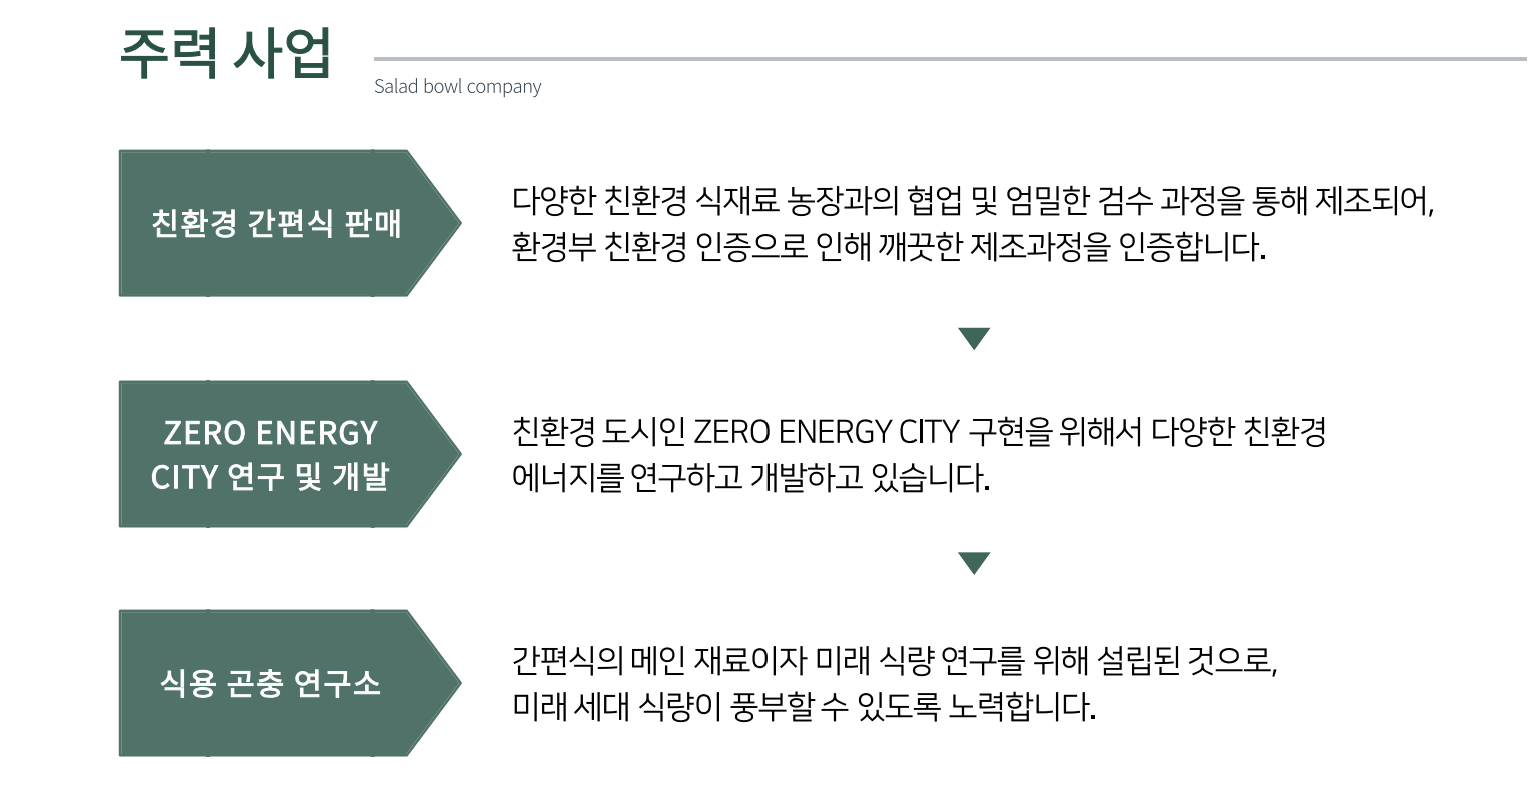 주력 사업
Salad bowl company
친환경 간편식 판매
다양한 친환경 식재료 농장과의 협업 및 엄밀한 검수 과정을 통해 제조되어,
환경부 친환경 인증으로 인해 깨끗한 제조과정을 인증합니다.
ZERO ENERGY
CITY 연구 및 개발
친환경 도시인 ZERO ENERGY CITY 구현을 위해서 다양한 친환경
에너지를 연구하고 개발하고 있습니다.
식용 곤충 연구소
간편식의 메인 재료이자 미래 식량 연구를 위해 설립된 것으로,
미래 세대 식량이 풍부할 수 있도록 노력합니다.